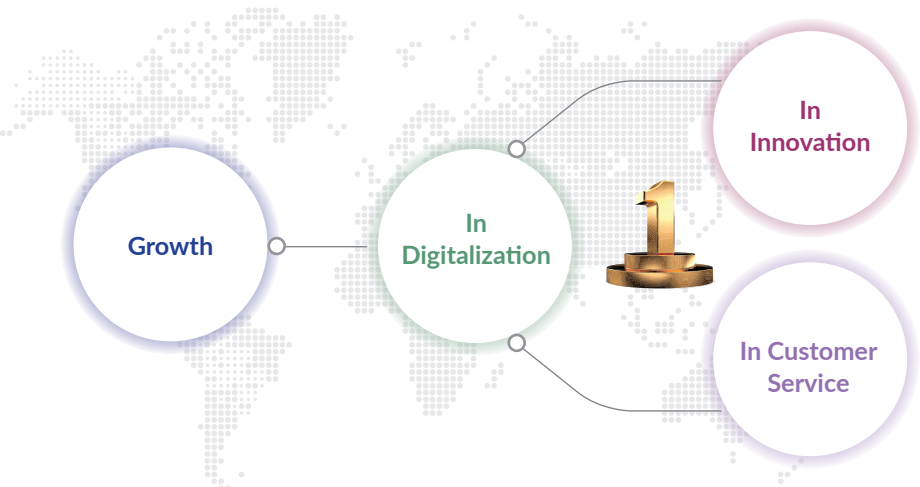 Growth
In
Digitalization
1
In
Innovation
In Customer
Service